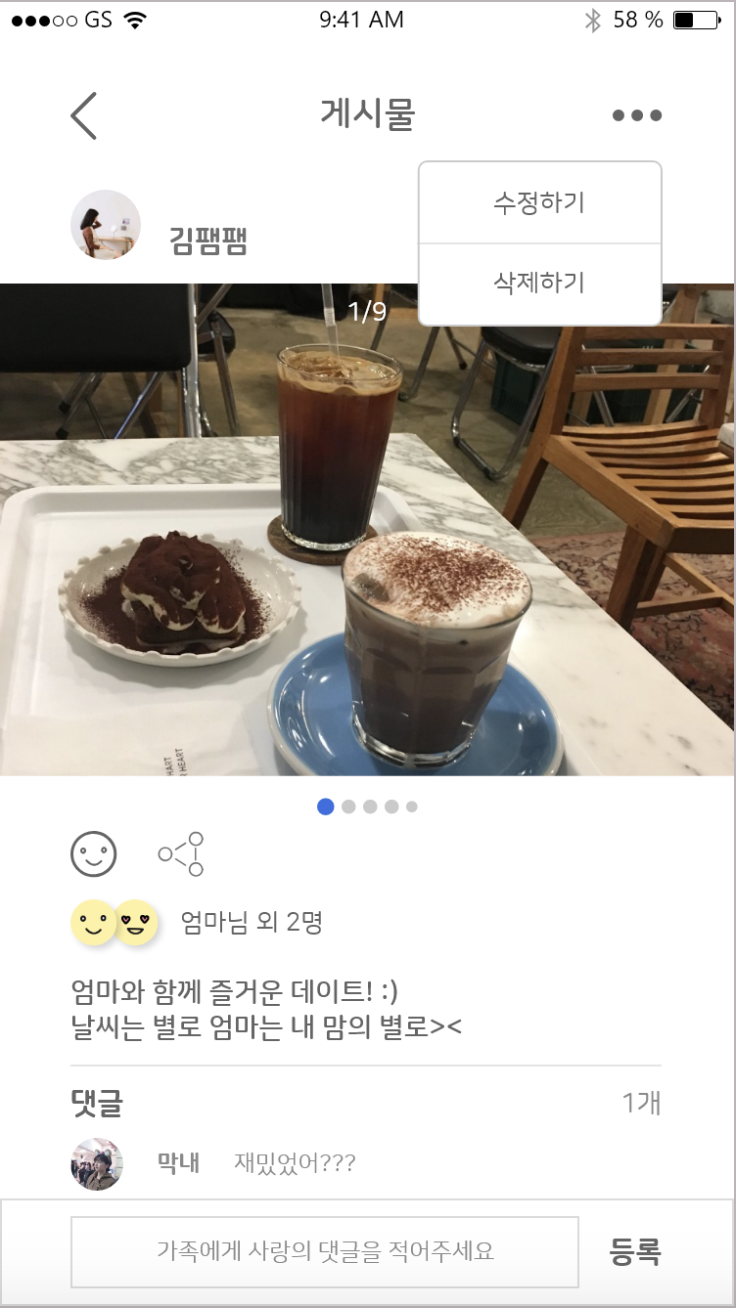 GS 9:41 AM 58 %
게시물
수정하기
김팸팸
삭제하기
1/9
HART
R HEART
엄마님 외 2명
엄마와 함께 즐거운 데이트! :)
날씨는 별로 엄마는 내 맘의 별로><
댓글 1개
막내 재밌었어???
가족에게 사랑의 댓글을 적어주세요 등록